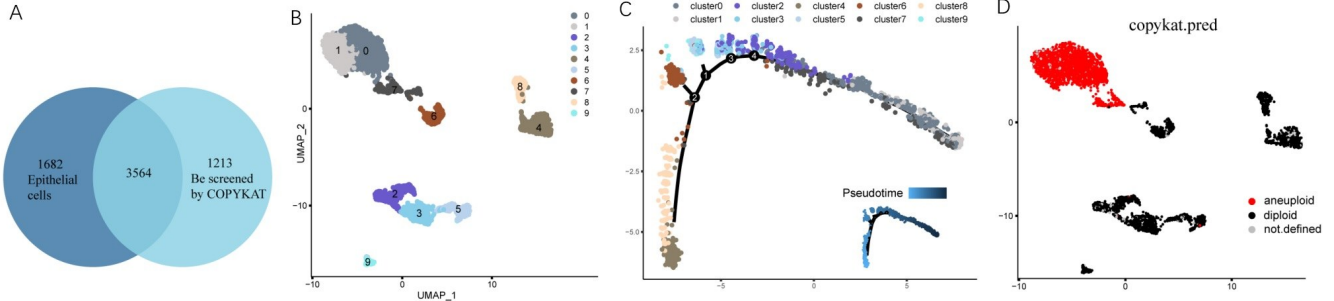 A
1682
Epithelial
cells
3564
1213
Be screened
by COPYKAT
B
0
1
2
3
4
5
6
7
8
9
1
0
7
6
8
4
2
3
5
9
0
-10
-10
0
10
UMAP_2
UMAP_1
C
cluster0
cluster2
cluster4
cluster6
cluster8
cluster1
cluster3
cluster5
cluster7
cluster9
2.5
0.0
-2.5
-5.0
-5
0
5
1
2
3
4
Pseudotime
D
copykat.pred
0
-10
-10
0
10
aneuploid
diploid
not.defined